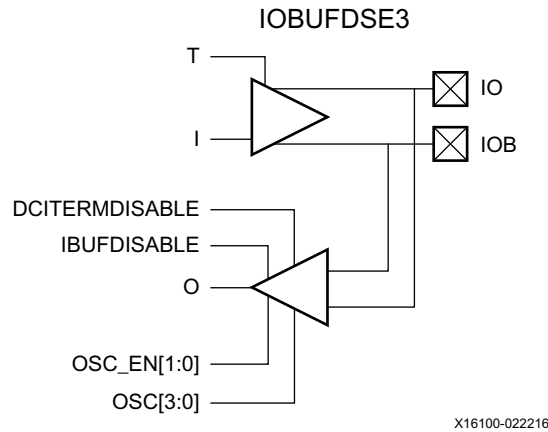 IOBUFDSE3
T
IO
I
IOB
DCITERMDISABLE
IBUFDISABLE
O
OSC_EN[1:0]
OSC[3:0]
X16100-022216